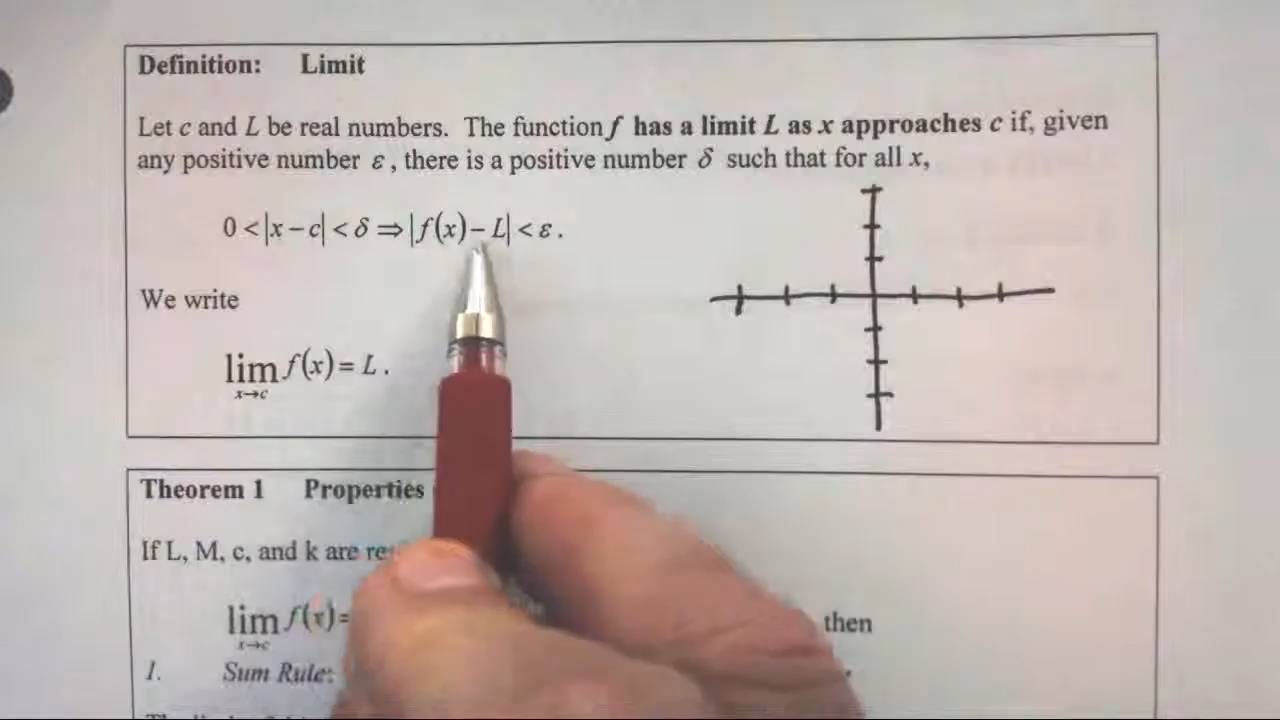 Definition: Limit
Let c and L be real numbers. The function f has a limit L as x approaches c if, given
any positive number ε, there is a positive number δ such that for all x,
0 < |x − c| < δ ⇒ |f(x) − L| < ε.
We write
lim f(x) = L.
x→c
Theorem 1 Properties
If L, M, c, and k are
lim f(x) = then
x→c
1. Sum Rule: